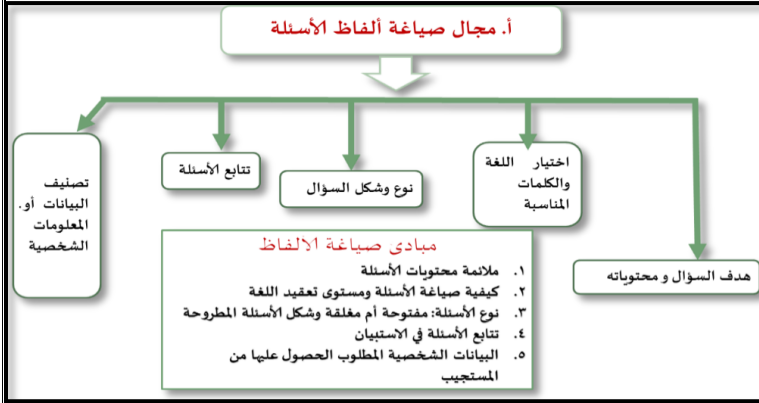 أ. مجال صياغة ألفاظ الأسئلة
هدف السؤال و محتوياته
اختيار اللغة
والكلمات
المناسبة
نوع وشكل السؤال
تتابع الأسئلة
تصنيف
البيانات أو.
المعلومات
الشخصية
مبادى صياغة الالفاظ
١. ملائمة محتويات الأسئلة
٢. كيفية صياغة الأسئلة ومستوى تعقيد اللغة
٣. نوع الأسئلة: مفتوحة أم مغلقة وشكل الأسئلة المطروحة
٤. تتابع الأسئلة في الاستبيان
٥. البيانات الشخصية المطلوب الحصول عليها من
المستجيب